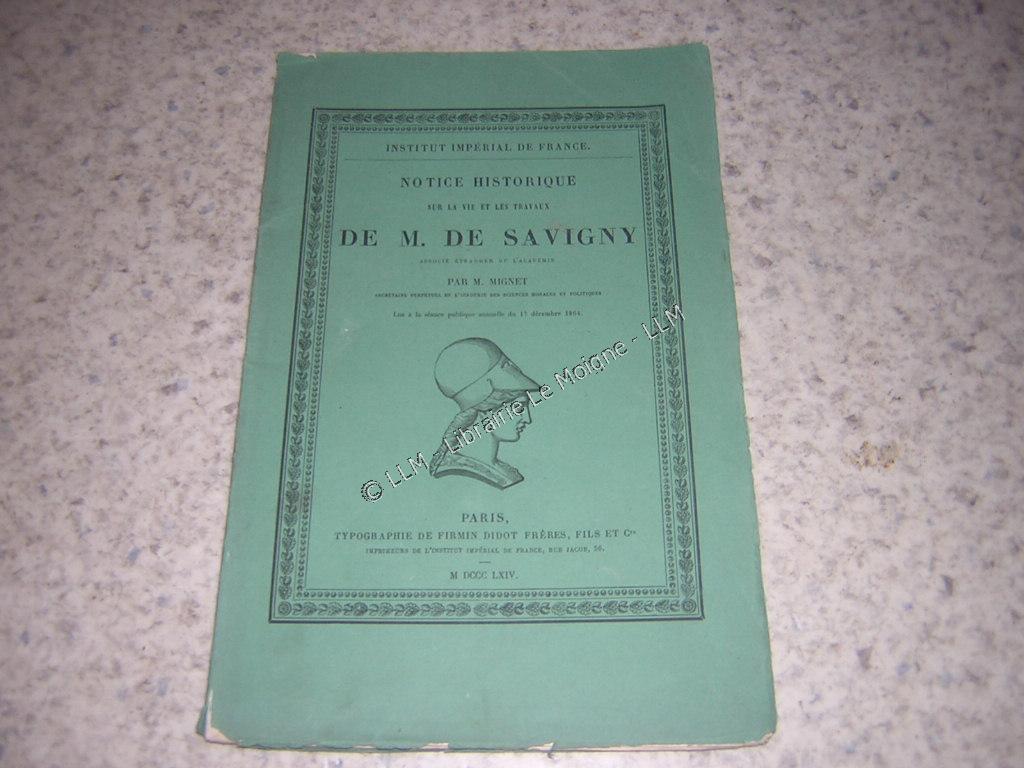 INSTITUT IMPÉRIAL DE FRANCE.
NOTICE HISTORIQUE
SUR LA VIE ET LES TRAVAUX
DE M. DE SAVIGNY
ASSOCIÉ ÉTRANGER DE L'ACADÉMIE
PAR M. MIGNET
SECRÉTAIRE PERPÉTUEL DE L'ACADÉMIE DES SCIENCES MORALES ET POLITIQUES
Lue à la séance publique annuelle du décembre 1864.
© LLM - Librairie Le Moigne - LLM
PARIS,
TYPOGRAPHIE DE FIRMIN DIDOT FRÈRES, FILS ET Cie
IMPRIMEURS DE L'INSTITUT IMPÉRIAL DE FRANCE, RUE JACOB, 56.
M DCCC LXIV.